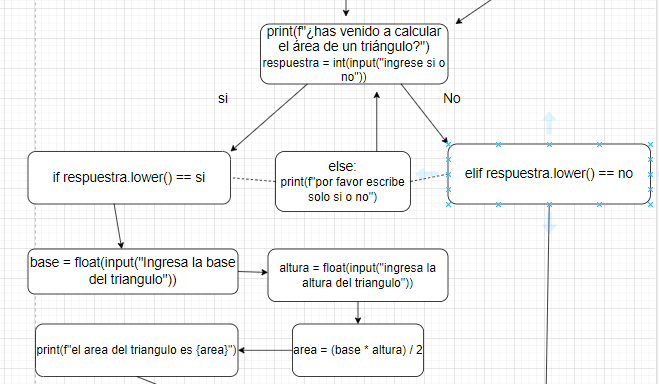 print(f"¿has venido a calcular
el área de un triángulo?")
respuestra = int(input("ingrese si o
no"))
si
No
if respuestra.lower() == si
else:
print(f"por favor escribe
solo si o no")
elif respuestra.lower() == no
base = float(input("Ingresa la base
del triangulo"))
altura = float(input("ingresa la
altura del triangulo"))
print(f"el area del triangulo es {area}")
area = (base * altura) / 2